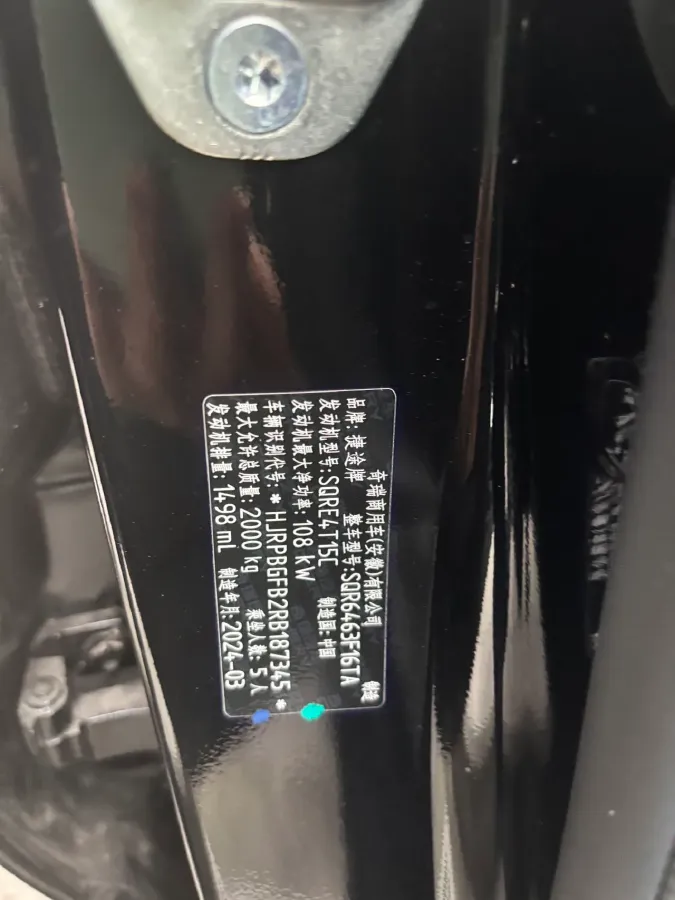 奇瑞商用车(安徽)有限公司 制造
品牌: 捷途牌 整车型号:SQR6463F16TA
发动机型号:SQRE4T15C 制造国:中国
发动机最大净功率: 108 kW
车辆识别代号: * HJRPBGFB2RB187345 *
最大允许总质量: 2000 kg 乘坐人数: 5 人
发动机排量: 1498 mL 制造年月: 2024-03